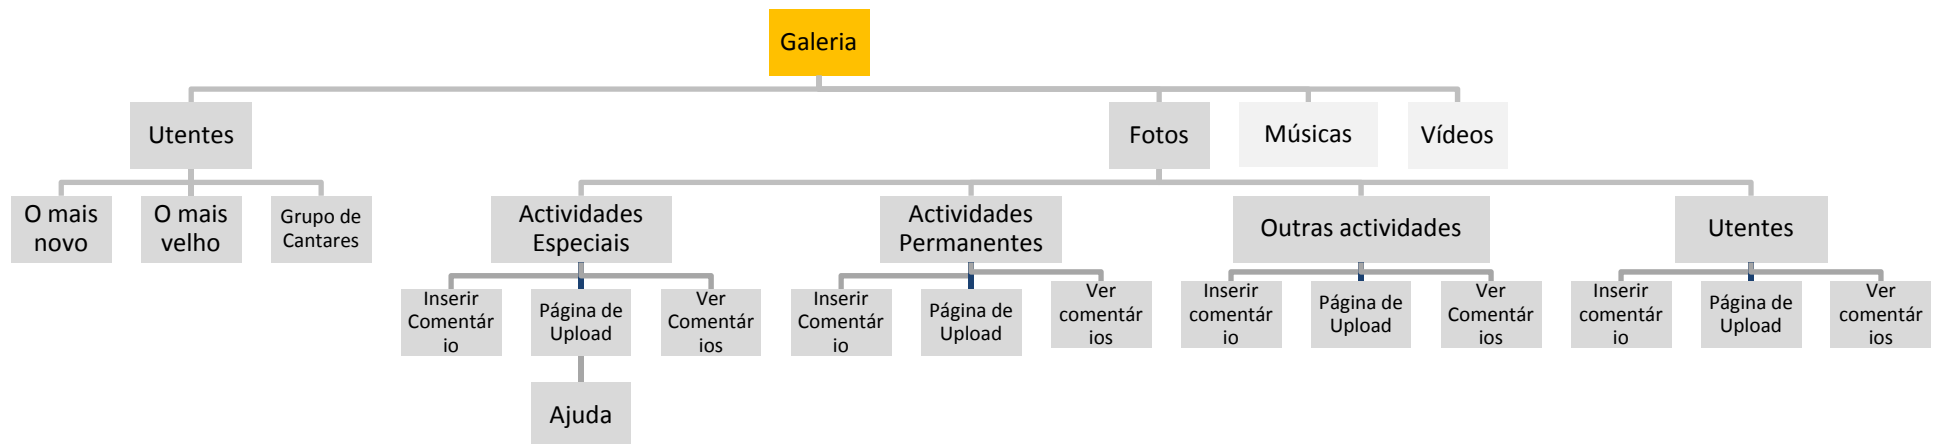 Galeria
Utentes
Fotos
Músicas
Vídeos
O mais
novo
O mais
velho
Grupo de
Cantares
Actividades
Especiais
Actividades
Permanentes
Outras actividades
Utentes
Inserir
Comentár
io
Página de
Upload
Ver
Comentár
ios
Inserir
Comentár
io
Página de
Upload
Ver
comentár
ios
Inserir
comentár
io
Página de
Upload
Ver
Comentár
ios
Inserir
comentár
io
Página de
Upload
Ver
comentár
ios
Ajuda